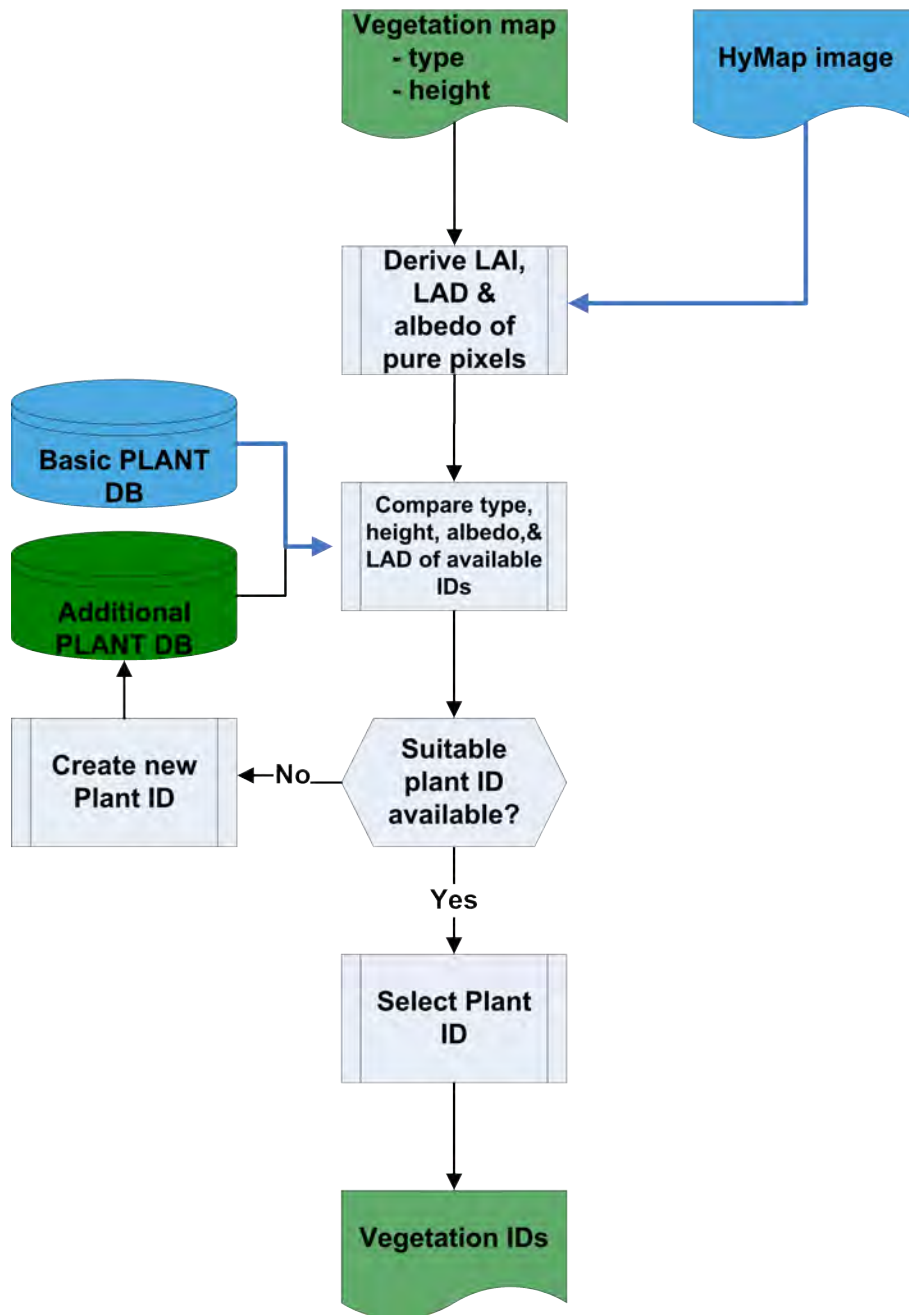 Vegetation map
- type
- height
HyMap image
Derive LAI,
LAD &
albedo of
pure pixels
Basic PLANT
DB
Compare type,
height, albedo,&
LAD of available
IDs
Additional
PLANT DB
Create new
Plant ID
No
Suitable
plant ID
available?
Yes
Select Plant
ID
Vegetation IDs